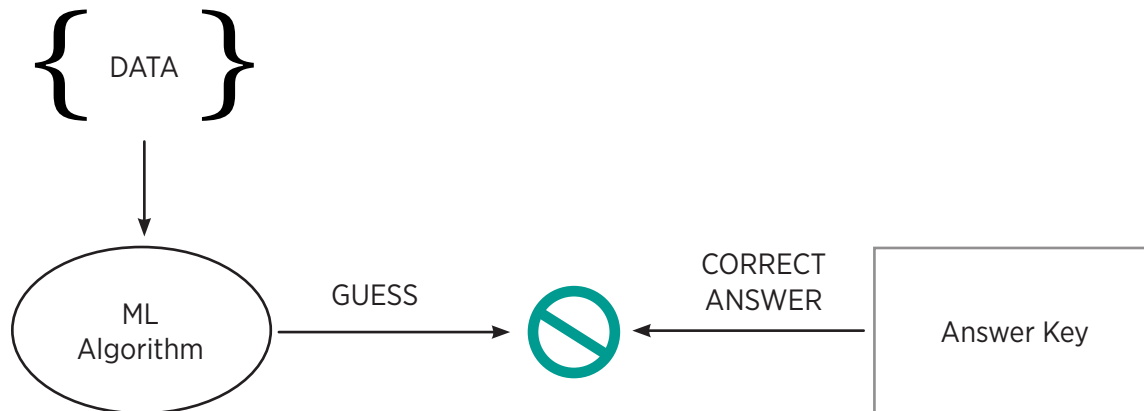 DATA
ML
Algorithm
GUESS
CORRECT
ANSWER
Answer Key